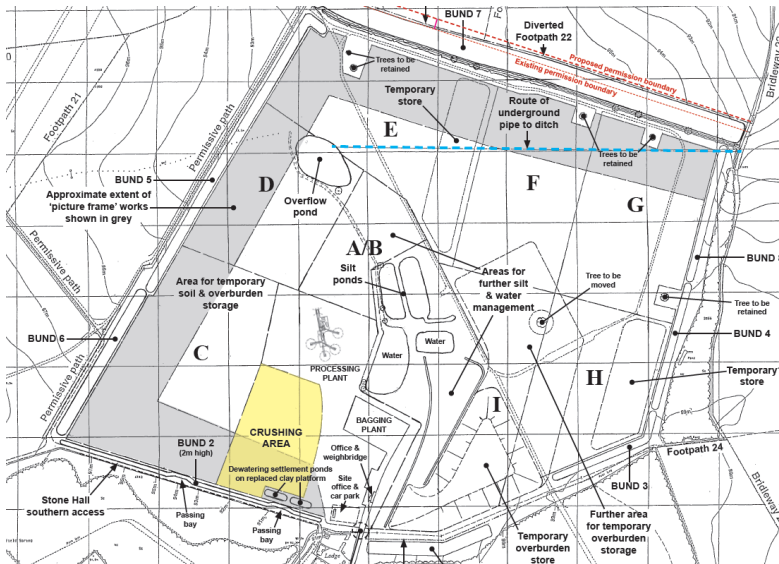 BUND 7
Diverted
Footpath 22
Proposed permission boundary
Existing permission boundary
Bridleway
Trees to be
retained
Footpath 21
Permissive path
Temporary
store
Route of
underground
pipe to ditch
E
Trees to be
retained
BUND 5
Approximate extent of
'picture frame' works
shown in grey
D
Overflow
pond
F
G
Permissive path
A/B
Silt
ponds
Areas for
further silt
& water
management
Tree to be
moved
BUND
Tree to be
retained
Area for temporary
soil & overburden
storage
BUND 4
BUND 6
C
Water
Water
PROCESSING
PLANT
Permissive path
H
Temporary
store
I
CRUSHING
AREA
BAGGING
PLANT
BUND 2
(2m high)
Office &
weighbridge
Footpath 24
Dewatering settlement ponds
on replaced clay platform
Site
office &
car park
BUND 3
Bridleway
Stone Hall
southern access
Passing
bay
Passing
bay
Lodge
Temporary
overburden
store
Further area
for temporary
overburden
storage